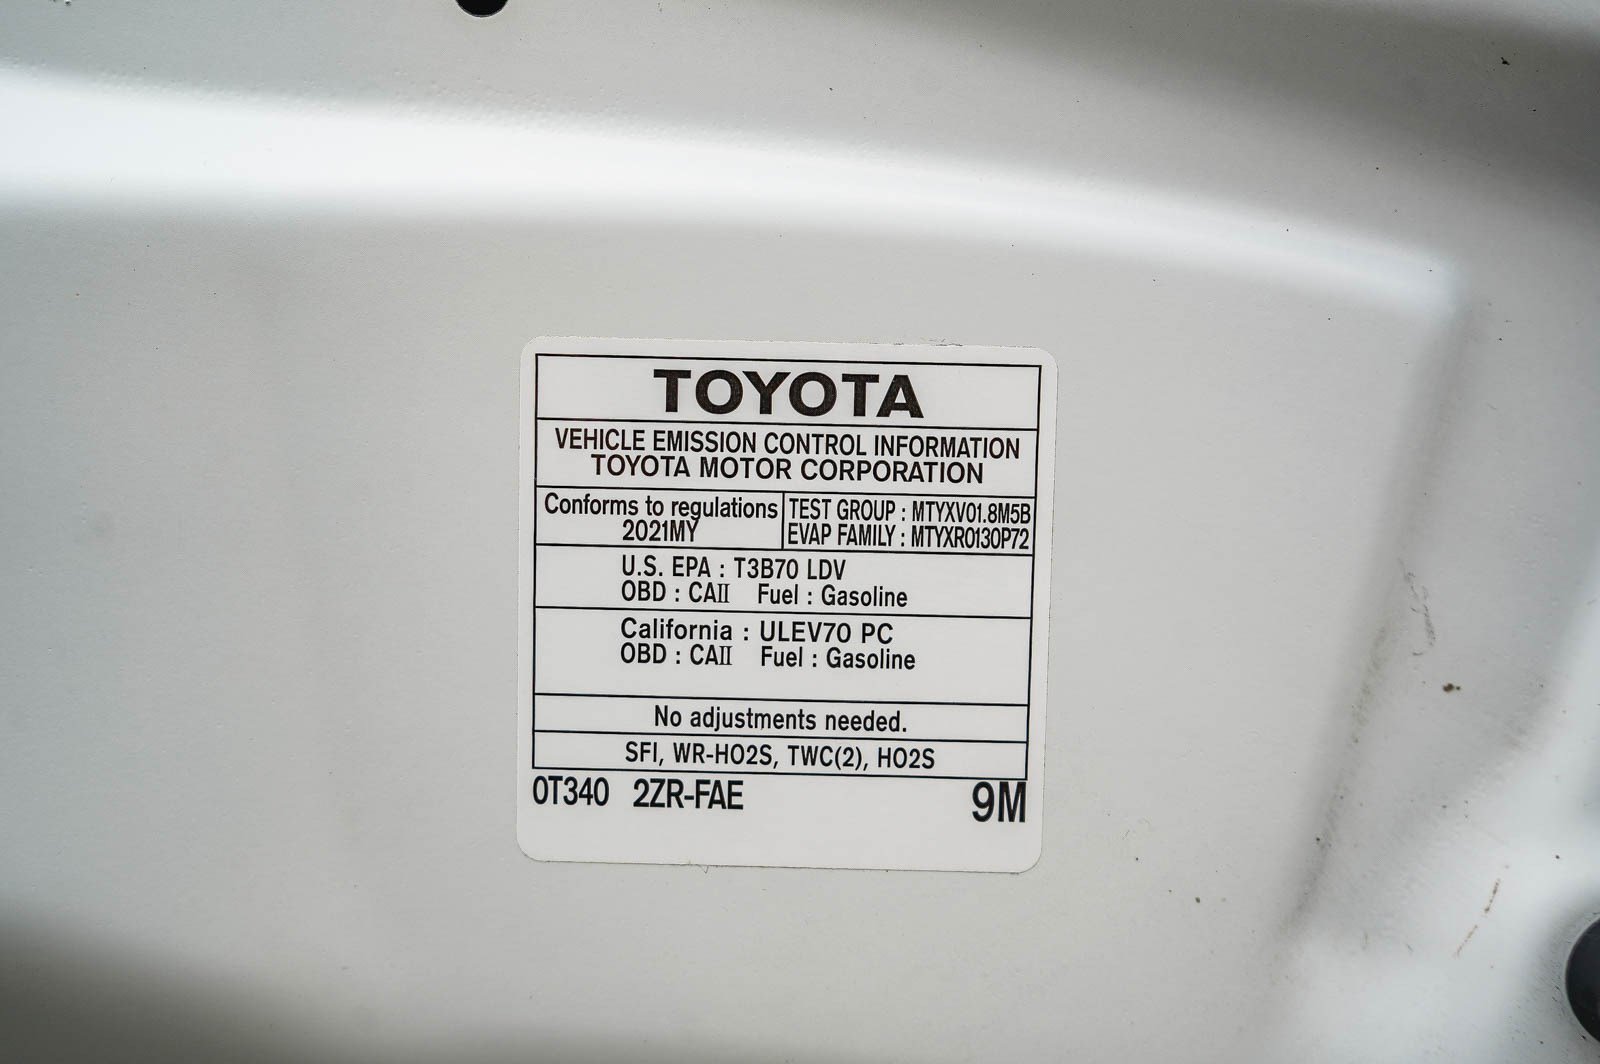 TOYOTA
VEHICLE EMISSION CONTROL INFORMATION
TOYOTA MOTOR CORPORATION
Conforms to regulations
2021MY
TEST GROUP : MTYXV01.8M5B
EVAP FAMILY : MTYXR0130P72
U.S. EPA : T3B70 LDV
OBD : CAII Fuel : Gasoline
California : ULEV70 PC
OBD : CAII Fuel : Gasoline
No adjustments needed.
SFI, WR-HO2S, TWC(2), HO2S
0T340 2ZR-FAE 9M